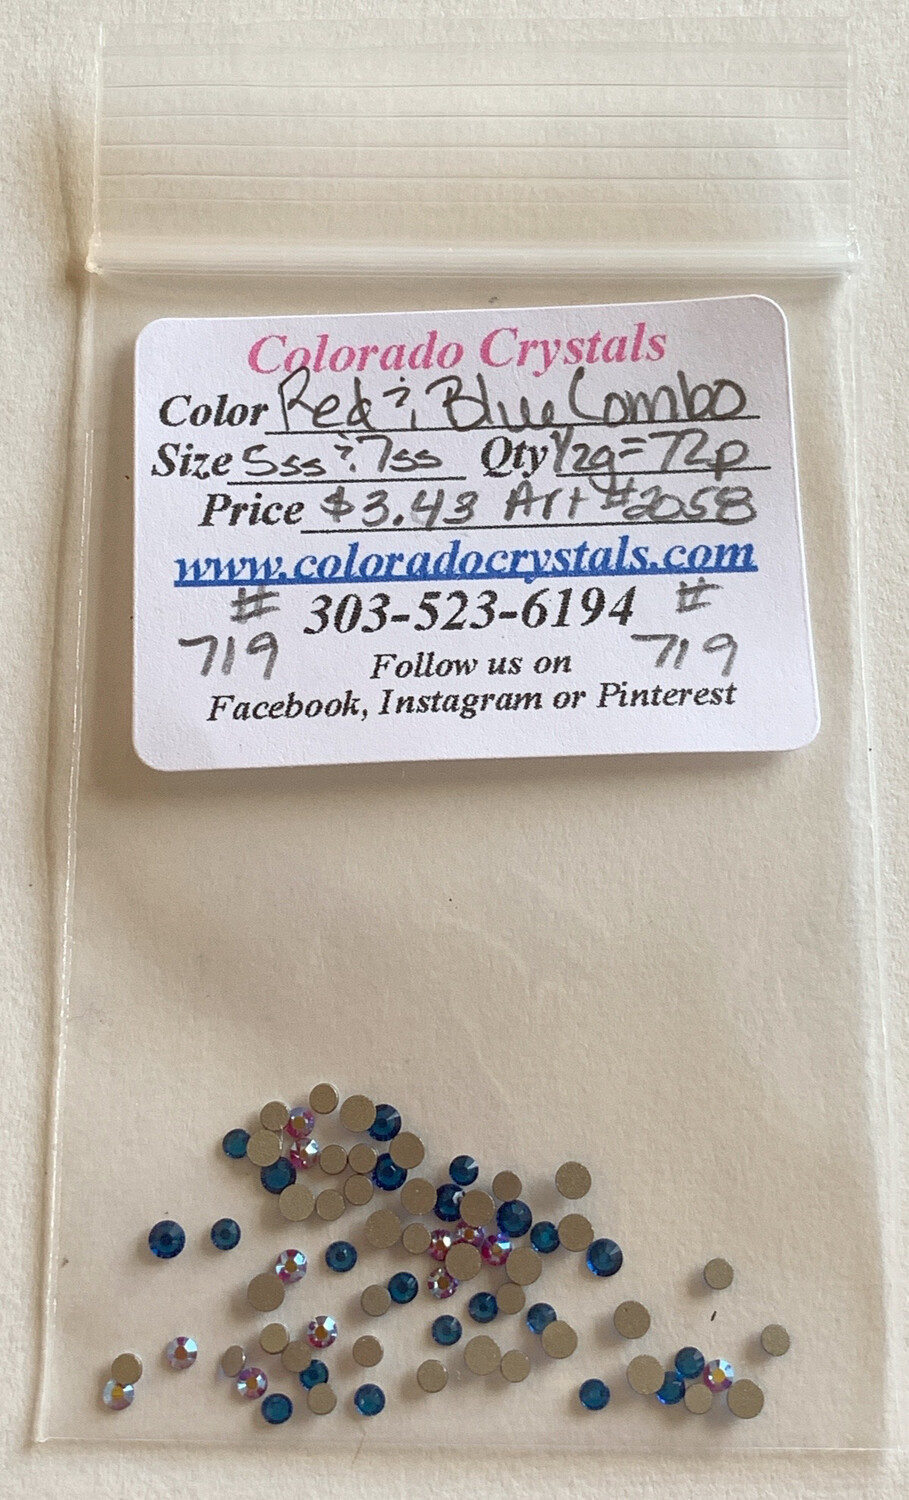 Colorado Crystals
Color Red & Blue Combo
Size 5ss & 7ss Qty 1/2g=72p
Price $3.43 Art #2058
www.coloradocrystals.com
# 303-523-6194 #
719 Follow us on 719
Facebook, Instagram or Pinterest